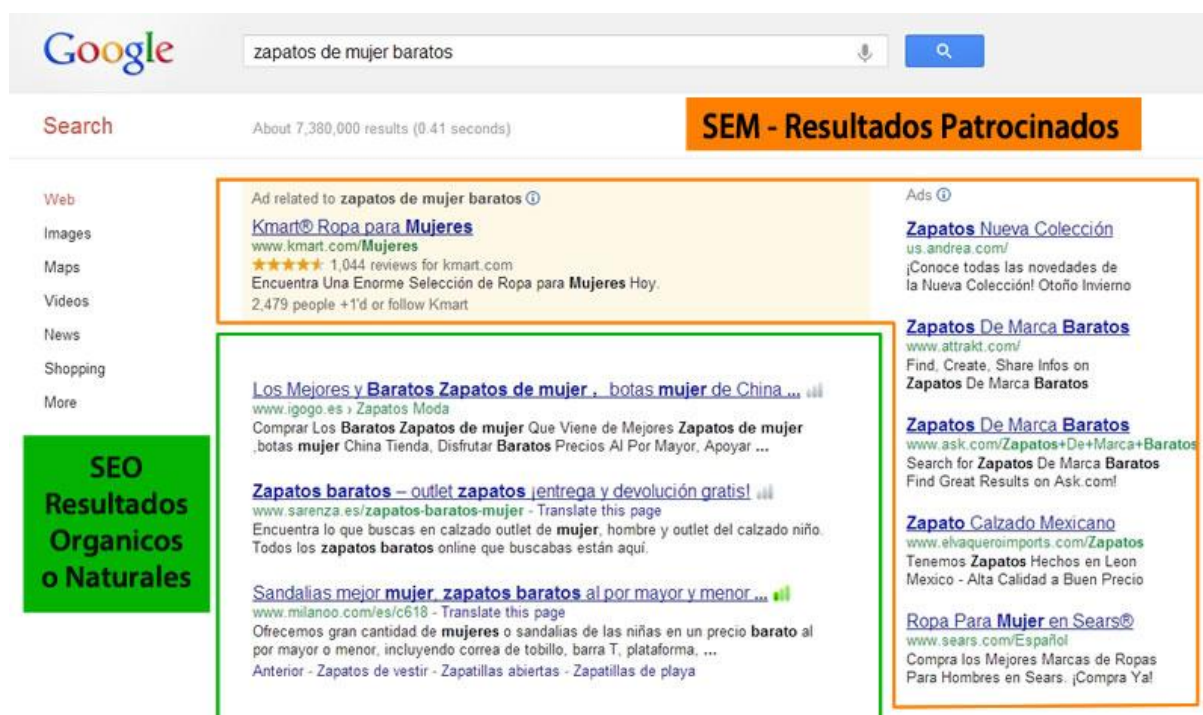 Google
zapatos de mujer baratos
Search
About 7,380,000 results (0.41 seconds)
SEM - Resultados Patrocinados
Web
Images
Maps
Videos
News
Shopping
More
SEO
Resultados
Organicos
o Naturales
Ad related to zapatos de mujer baratos
Kmart® Ropa para Mujeres
www.kmart.com/Mujeres
1,044 reviews for kmart.com
Encuentra Una Enorme Selección de Ropa para Mujeres Hoy.
2,479 people +1'd or follow Kmart
Los Mejores y Baratos Zapatos de mujer , botas mujer de China ...
www.igogo.es › Zapatos Moda
Comprar Los Baratos Zapatos de mujer Que Viene de Mejores Zapatos de mujer
,botas mujer China Tienda, Disfrutar Baratos Precios Al Por Mayor, Apoyar ...
Zapatos baratos – outlet zapatos ¡entrega y devolución gratis!
www.sarenza.es/zapatos-baratos-mujer - Translate this page
Encuentra lo que buscas en calzado outlet de mujer, hombre y outlet del calzado niño.
Todos los zapatos baratos online que buscabas están aquí.
Sandalias mejor mujer, zapatos baratos al por mayor y menor ...
www.milanoo.com/es/c618 - Translate this page
Ofrecemos gran cantidad de mujeres o sandalias de las niñas en un precio barato al
por mayor o menor, incluyendo correa de tobillo, barra T, plataforma, ...
Anterior - Zapatos de vestir - Zapatillas abiertas - Zapatillas de playa
Ads
Zapatos Nueva Colección
us.andrea.com/
¡Conoce todas las novedades de
la Nueva Colección! Otoño Invierno
Zapatos De Marca Baratos
www.attrakt.com/
Find, Create, Share Infos on
Zapatos De Marca Baratos
Zapatos De Marca Baratos
www.ask.com/Zapatos+De+Marca+Baratos
Search for Zapatos De Marca Baratos
Find Great Results on Ask.com!
Zapato Calzado Mexicano
www.elvaqueroimports.com/Zapatos
Tenemos Zapatos Hechos en Leon
Mexico - Alta Calidad a Buen Precio
Ropa Para Mujer en Sears®
www.sears.com/Español
Compra los Mejores Marcas de Ropas
Para Hombres en Sears. ¡Compra Ya!